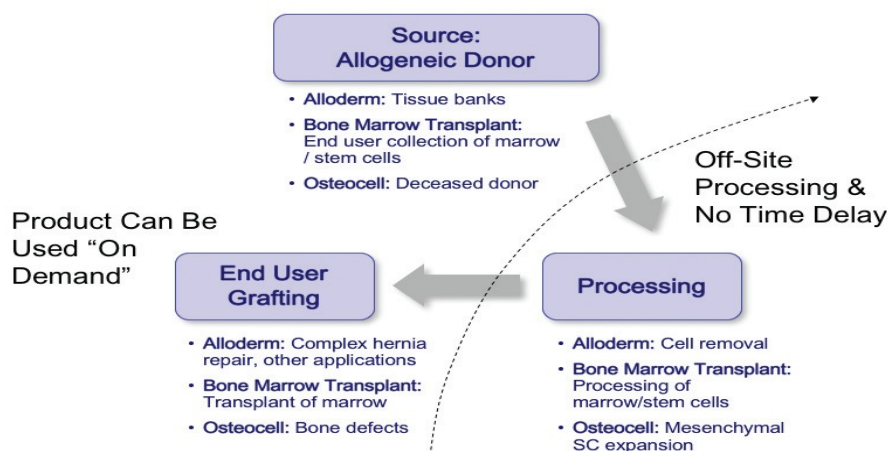 Source:
Allogeneic Donor
• Alloderm: Tissue banks
• Bone Marrow Transplant:
End user collection of marrow
/ stem cells
• Osteocell: Deceased donor
Off-Site
Processing &
No Time Delay
Product Can Be
Used “On
Demand”
End User
Grafting
• Alloderm: Complex hernia
repair, other applications
• Bone Marrow Transplant:
Transplant of marrow
• Osteocell: Bone defects
Processing
• Alloderm: Cell removal
• Bone Marrow Transplant:
Processing of
marrow/stem cells
• Osteocell: Mesenchymal
SC expansion